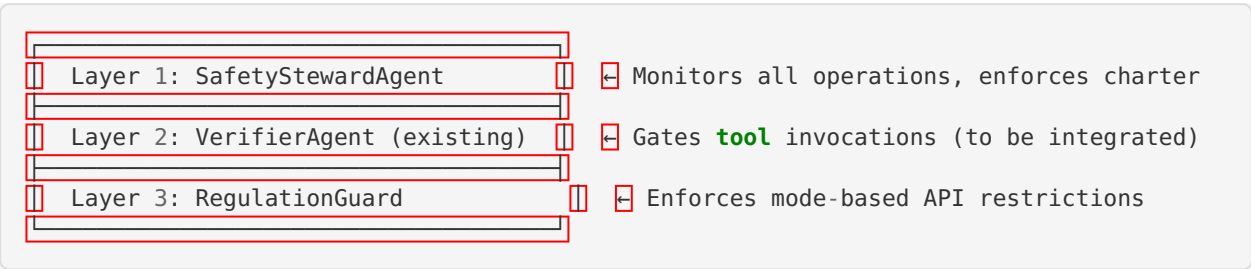 ┌─────────────────────────────────────────┐
│  Layer 1: SafetyStewardAgent         │  ← Monitors all operations, enforces charter
├─────────────────────────────────────────┤
│  Layer 2: VerifierAgent (existing)  │  ← Gates tool invocations (to be integrated)
├─────────────────────────────────────────┤
│  Layer 3: RegulationGuard             │  ← Enforces mode-based API restrictions
└─────────────────────────────────────────┘